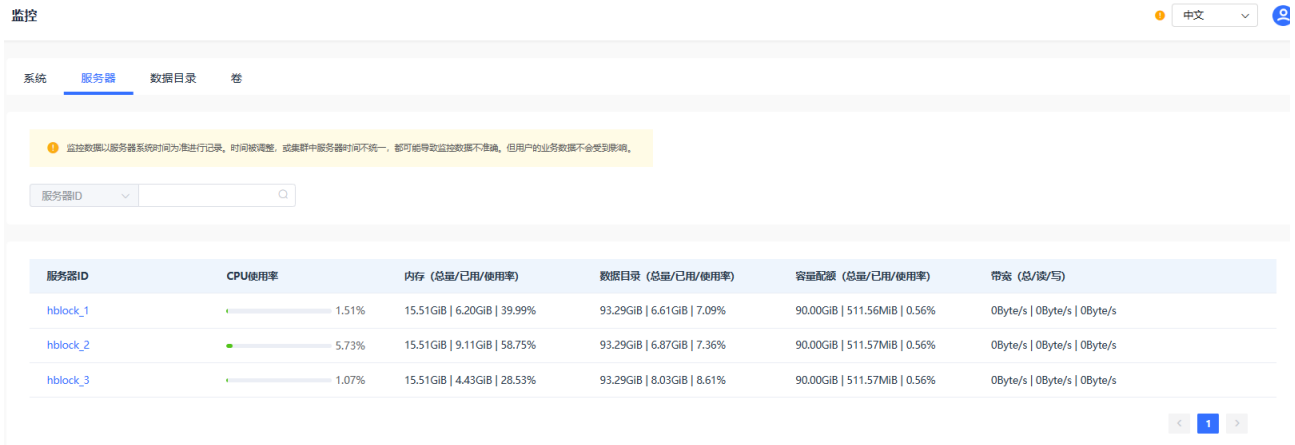 监控
中文
系统 服务器 数据目录 卷
监控数据以服务器系统时间为准进行记录。时间被调整，或集群中服务器时间不统一，都可能导致监控数据不准确。但用户的业务数据不会受到影响。
服务器ID
服务器ID CPU使用率 内存（总量/已用/使用率） 数据目录（总量/已用/使用率） 容量配额（总量/已用/使用率） 带宽（总/读/写）
hblock_1 1.51% 15.51GiB | 6.20GiB | 39.99% 93.29GiB | 6.61GiB | 7.09% 90.00GiB | 511.56MiB | 0.56% 0Byte/s | 0Byte/s | 0Byte/s
hblock_2 5.73% 15.51GiB | 9.11GiB | 58.75% 93.29GiB | 6.87GiB | 7.36% 90.00GiB | 511.57MiB | 0.56% 0Byte/s | 0Byte/s | 0Byte/s
hblock_3 1.07% 15.51GiB | 4.43GiB | 28.53% 93.29GiB | 8.03GiB | 8.61% 90.00GiB | 511.57MiB | 0.56% 0Byte/s | 0Byte/s | 0Byte/s
1